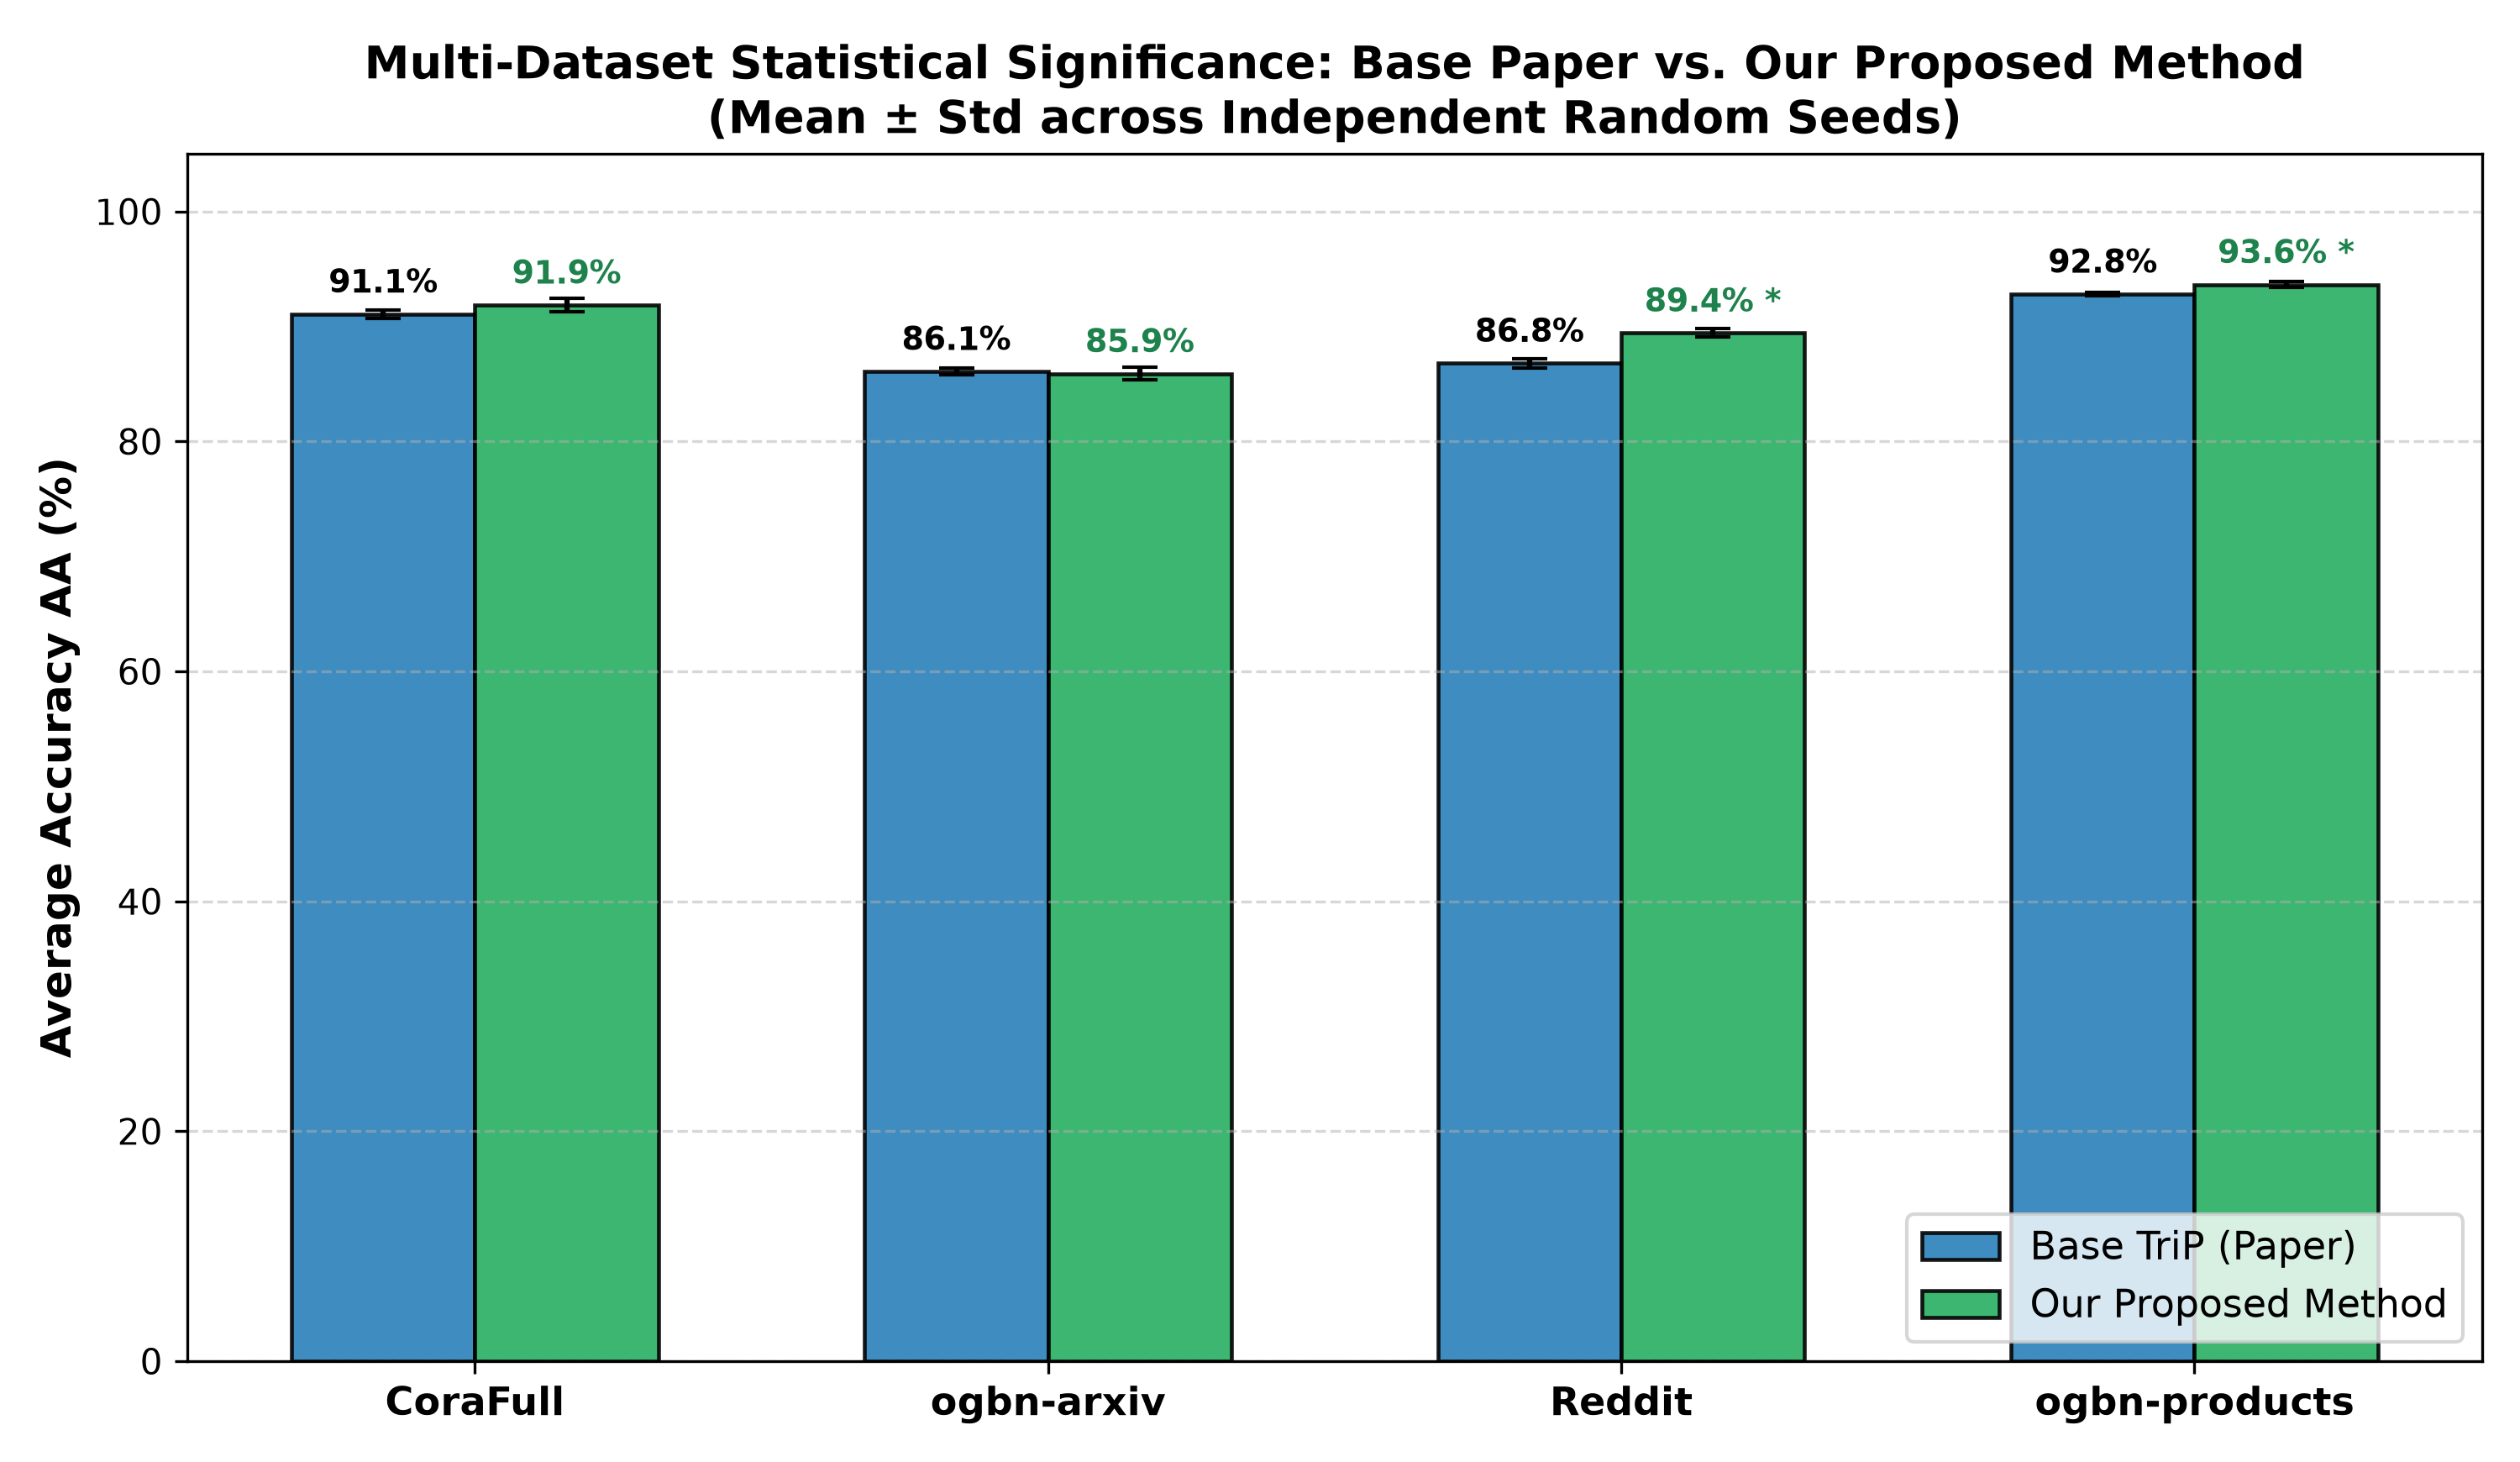 Multi-Dataset Statistical Significance: Base Paper vs. Our Proposed Method
(Mean ± Std across Independent Random Seeds)
Average Accuracy AA (%)
100
80
60
40
20
0
91.1%
91.9%
86.1%
85.9%
86.8%
89.4% *
92.8%
93.6% *
CoraFull
ogbn-arxiv
Reddit
ogbn-products
Base TriP (Paper)
Our Proposed Method